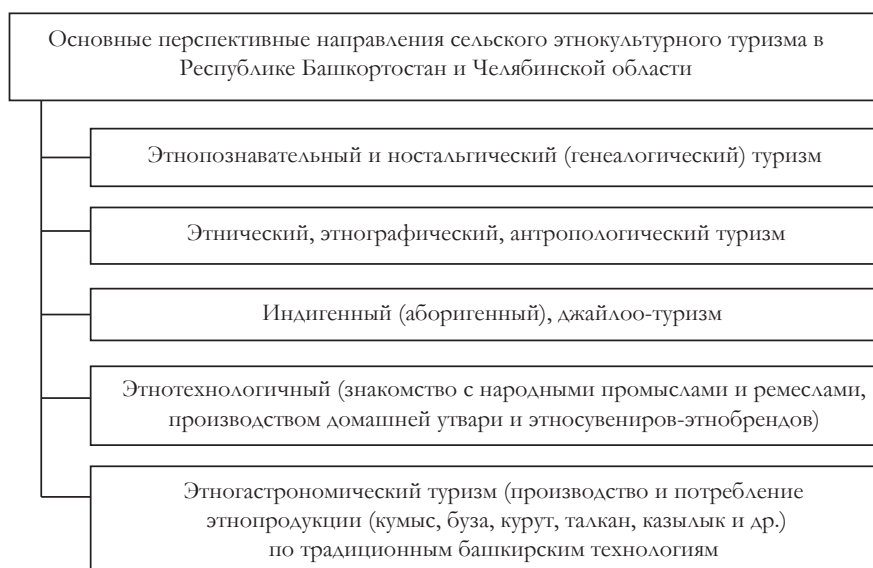 Основные перспективные направления сельского этнокультурного туризма в
Республике Башкортостан и Челябинской области
Этнопознавательный и ностальгический (генеалогический) туризм
Этнический, этнографический, антропологический туризм
Индигенный (аборигенный), джайлоо-туризм
Этнотехнологичный (знакомство с народными промыслами и ремеслами,
производством домашней утвари и этносувениров-этнобрендов)
Этногастрономический туризм (производство и потребление
этнопродукции (кумыс, буза, курут, талкан, казылык и др.)
по традиционным башкирским технологиям